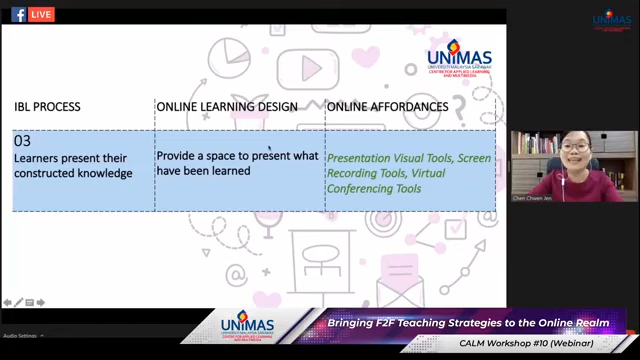 LIVE
UNIMAS
UNIVERSITI MALAYSIA SARAWAK
CENTRE FOR APPLIED LEARNING
AND MULTIMEDIA
UNIMAS
IBL PROCESS
ONLINE LEARNING DESIGN
ONLINE AFFORDANCES
03
Learners present their
constructed knowledge
Provide a space to present what
have been learned
Presentation Visual Tools, Screen
Recording Tools, Virtual
Conferencing Tools
Chen Chwen Jen
UNIMAS
Bringing F2F Teaching Strategies to the Online Realm
CALM Workshop #10 (Webinar)
Audio Settings